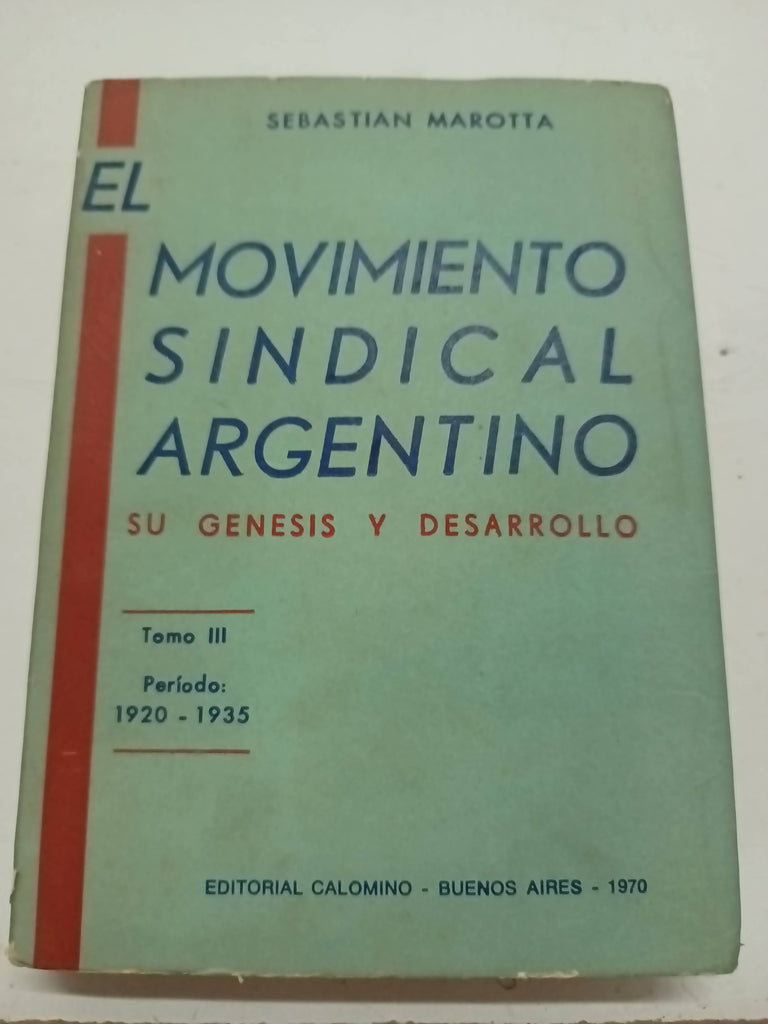 SEBASTIAN MAROTTA
EL
MOVIMIENTO
SINDICAL
ARGENTINO
SU GENESIS Y DESARROLLO
Tomo III
Período:
1920 - 1935
EDITORIAL CALOMINO - BUENOS AIRES - 1970